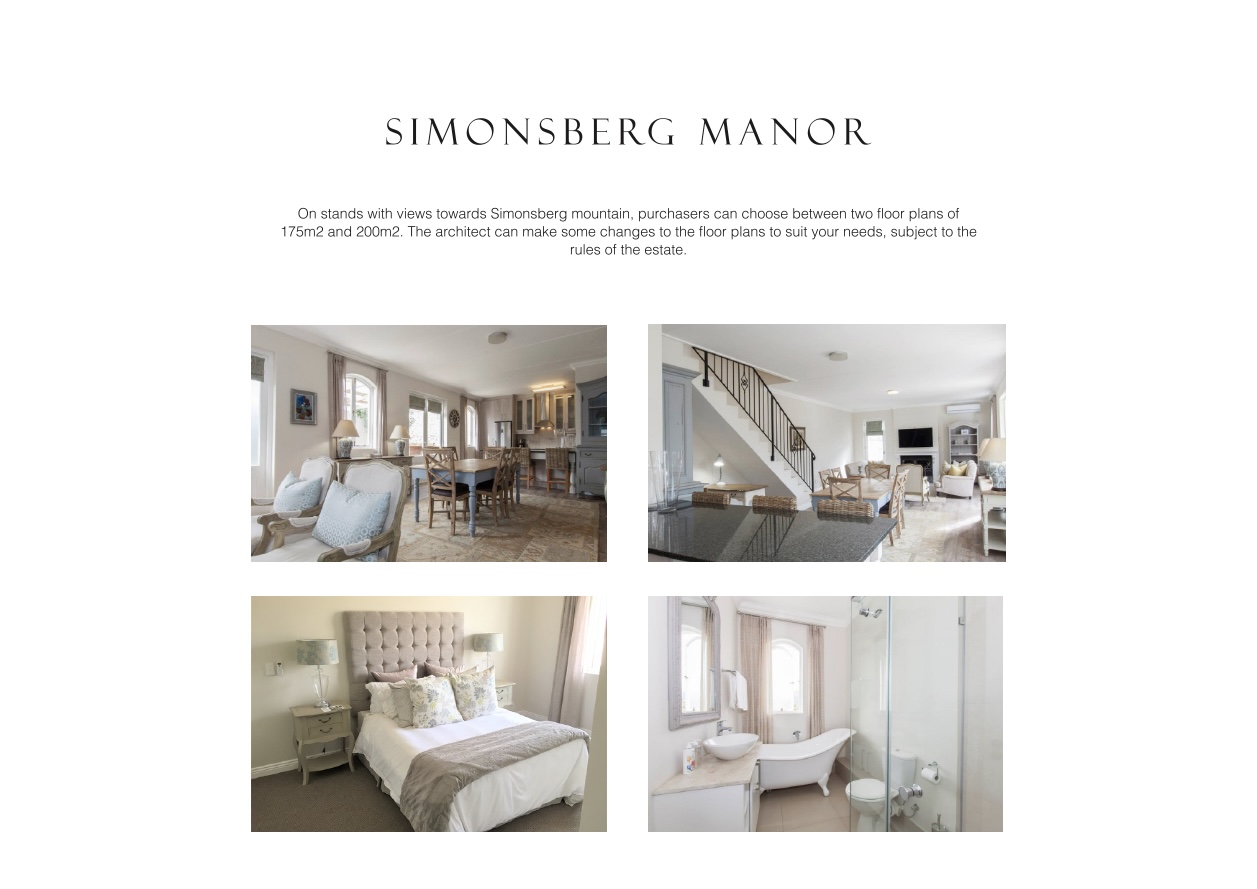 SIMONSBERG MANOR
On stands with views towards Simonsberg mountain, purchasers can choose between two floor plans of
175m2 and 200m2. The architect can make some changes to the floor plans to suit your needs, subject to the
rules of the estate.